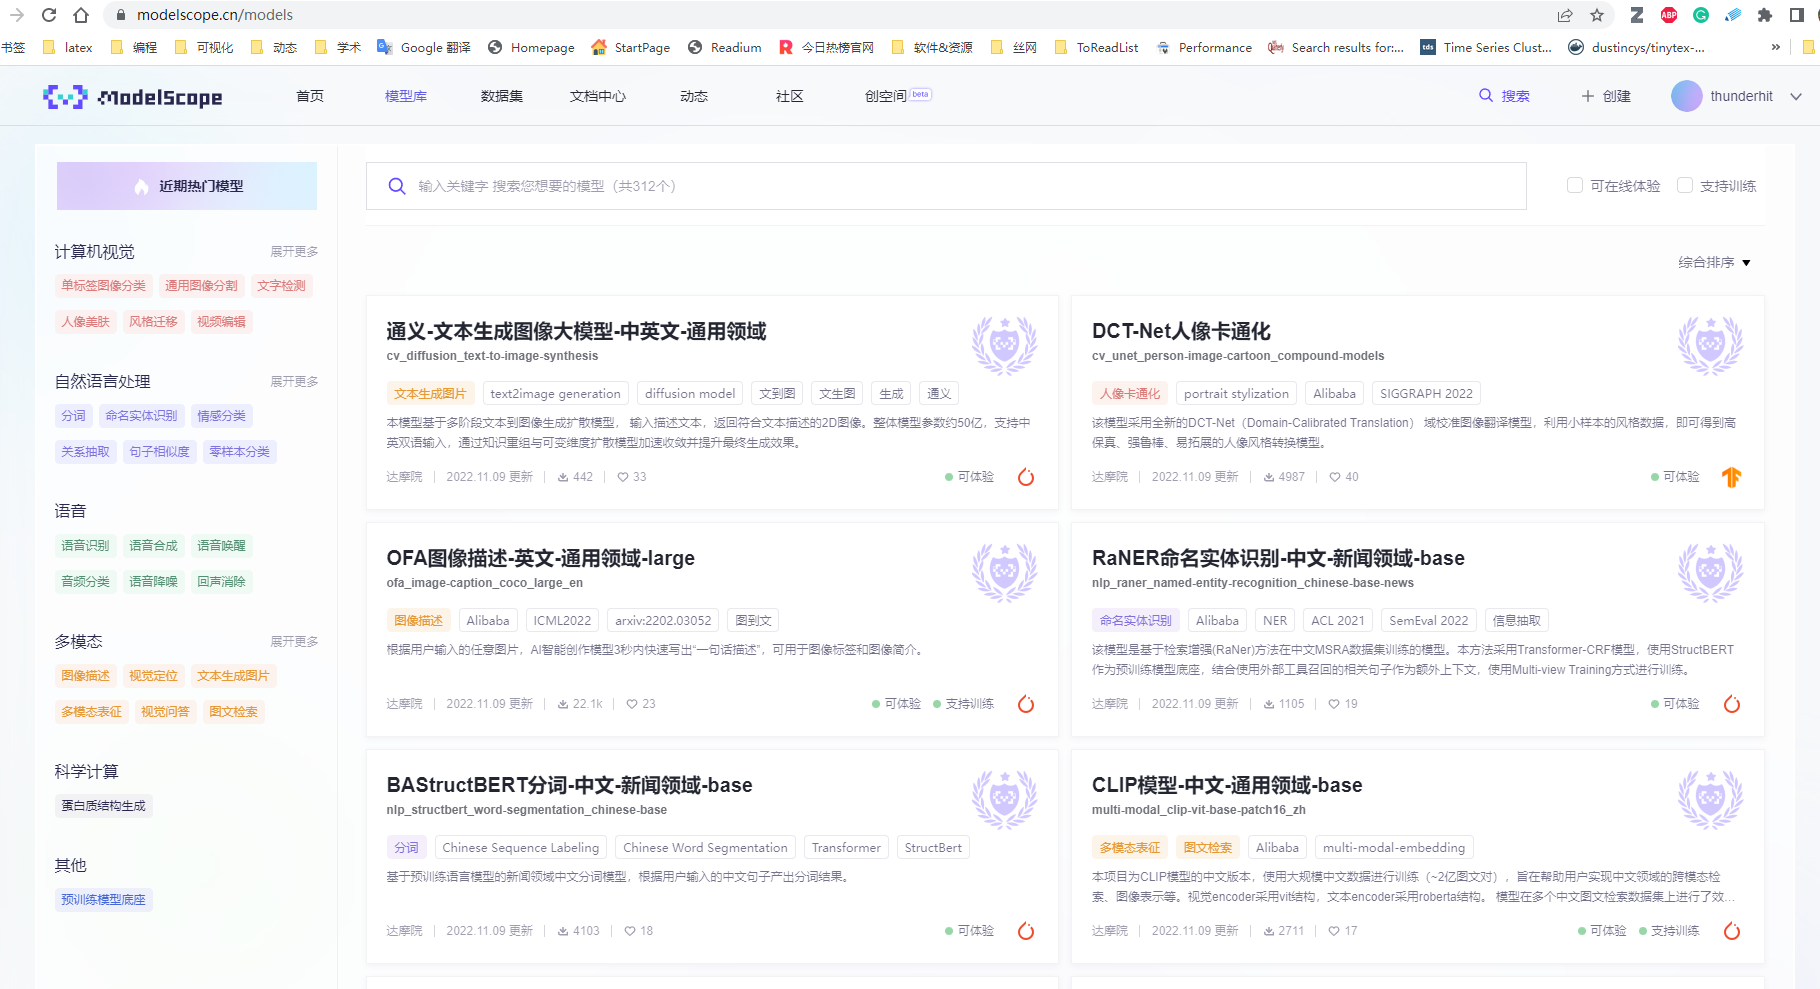 modelscope.cn/models
书签 latex 编程 可视化 动态 学术 Google 翻译 Homepage StartPage Readium 今日热榜官网 软件&资源 丝网 ToReadList Performance Search results for:... Time Series Clust... dustincys/tinytex-... »
ModelScope 首页 模型库 数据集 文档中心 动态 社区 创空间 beta 搜索 创建 thunderhit
近期热门模型
输入关键字 搜索您想要的模型（共312个）
可在线体验 支持训练
计算机视觉 展开更多
单标签图像分类 通用图像分割 文字检测
人像美肤 风格迁移 视频编辑
自然语言处理 展开更多
分词 命名实体识别 情感分类
关系抽取 句子相似度 零样本分类
语音
语音识别 语音合成 语音唤醒
音频分类 语音降噪 回声消除
多模态 展开更多
图像描述 视觉定位 文本生成图片
多模态表征 视觉问答 图文检索
科学计算
蛋白质结构生成
其他
预训练模型底座
综合排序
通义-文本生成图像大模型-中英文-通用领域
cv_diffusion_text-to-image-synthesis
文本生成图片 text2image generation diffusion model 文到图 文生图 生成 通义
本模型基于多阶段文本到图像生成扩散模型， 输入描述文本，返回符合文本描述的2D图像。整体模型参数约50亿，支持中
英双语输入，通过知识重组与可变维度扩散模型加速收敛并提升最终生成效果。
达摩院 2022.11.09 更新 442 33 可体验
DCT-Net人像卡通化
cv_unet_person-image-cartoon_compound-models
人像卡通化 portrait stylization Alibaba SIGGRAPH 2022
该模型采用全新的DCT-Net（Domain-Calibrated Translation） 域校准图像翻译模型，利用小样本的风格数据，即可得到高
保真、强鲁棒、易拓展的人像风格转换模型。
达摩院 2022.11.09 更新 4987 40 可体验
OFA图像描述-英文-通用领域-large
ofa_image-caption_coco_large_en
图像描述 Alibaba ICML2022 arxiv:2202.03052 图到文
根据用户输入的任意图片，AI智能创作模型3秒内快速写出“一句话描述”，可用于图像标签和图像简介。
达摩院 2022.11.09 更新 22.1k 23 可体验 支持训练
RaNER命名实体识别-中文-新闻领域-base
nlp_raner_named-entity-recognition_chinese-base-news
命名实体识别 Alibaba NER ACL 2021 SemEval 2022 信息抽取
该模型是基于检索增强(RaNer)方法在中文MSRA数据集训练的模型。本方法采用Transformer-CRF模型，使用StructBERT
作为预训练模型底座，结合使用外部工具召回的相关句子作为额外上下文，使用Multi-view Training方式进行训练。
达摩院 2022.11.09 更新 1105 19 可体验
BAStructBERT分词-中文-新闻领域-base
nlp_structbert_word-segmentation_chinese-base
分词 Chinese Sequence Labeling Chinese Word Segmentation Transformer StructBert
基于预训练语言模型的新闻领域中文分词模型，根据用户输入的中文句子产出分词结果。
达摩院 2022.11.09 更新 4103 18 可体验
CLIP模型-中文-通用领域-base
multi-modal_clip-vit-base-patch16_zh
多模态表征 图文检索 Alibaba multi-modal-embedding
本项目为CLIP模型的中文版本，使用大规模中文数据进行训练（~2亿图文对），旨在帮助用户实现中文领域的跨模态检
索、图像表示等。视觉encoder采用vit结构，文本encoder采用roberta结构。 模型在多个中文图文检索数据集上进行了效...
达摩院 2022.11.09 更新 2711 17 可体验 支持训练